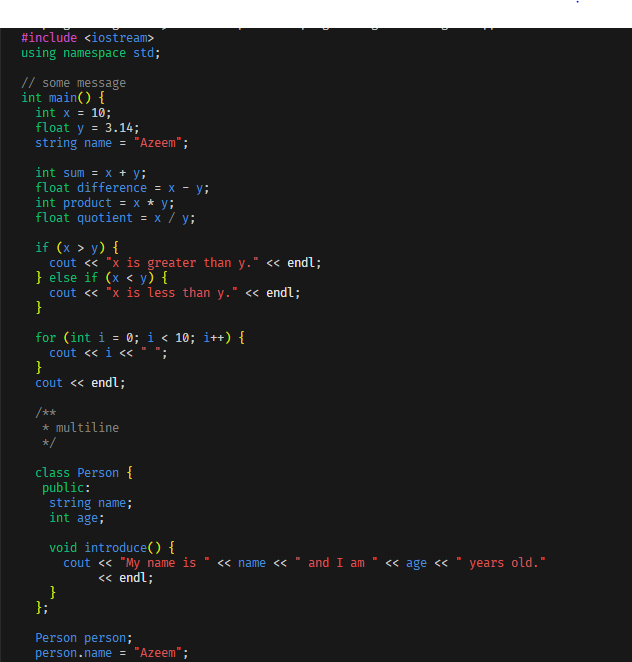 #include <iostream>
using namespace std;
// some message
int main() {
  int x = 10;
  float y = 3.14;
  string name = "Azeem";
  int sum = x + y;
  float difference = x - y;
  int product = x * y;
  float quotient = x / y;
  if (x > y) {
    cout << "x is greater than y." << endl;
  } else if (x < y) {
    cout << "x is less than y." << endl;
  }
  for (int i = 0; i < 10; i++) {
    cout << i << " ";
  }
  cout << endl;
  /**
   * multiline
   */
  class Person {
   public:
    string name;
    int age;
    void introduce() {
      cout << "My name is " << name << " and I am " << age << " years old."
           << endl;
    }
  };
  Person person;
  person.name = "Azeem";